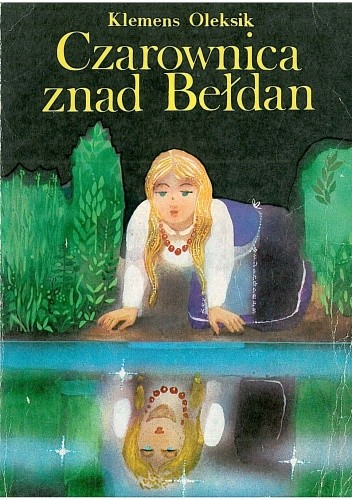 Klemens Oleksik
Czarownica
znad Bełdan